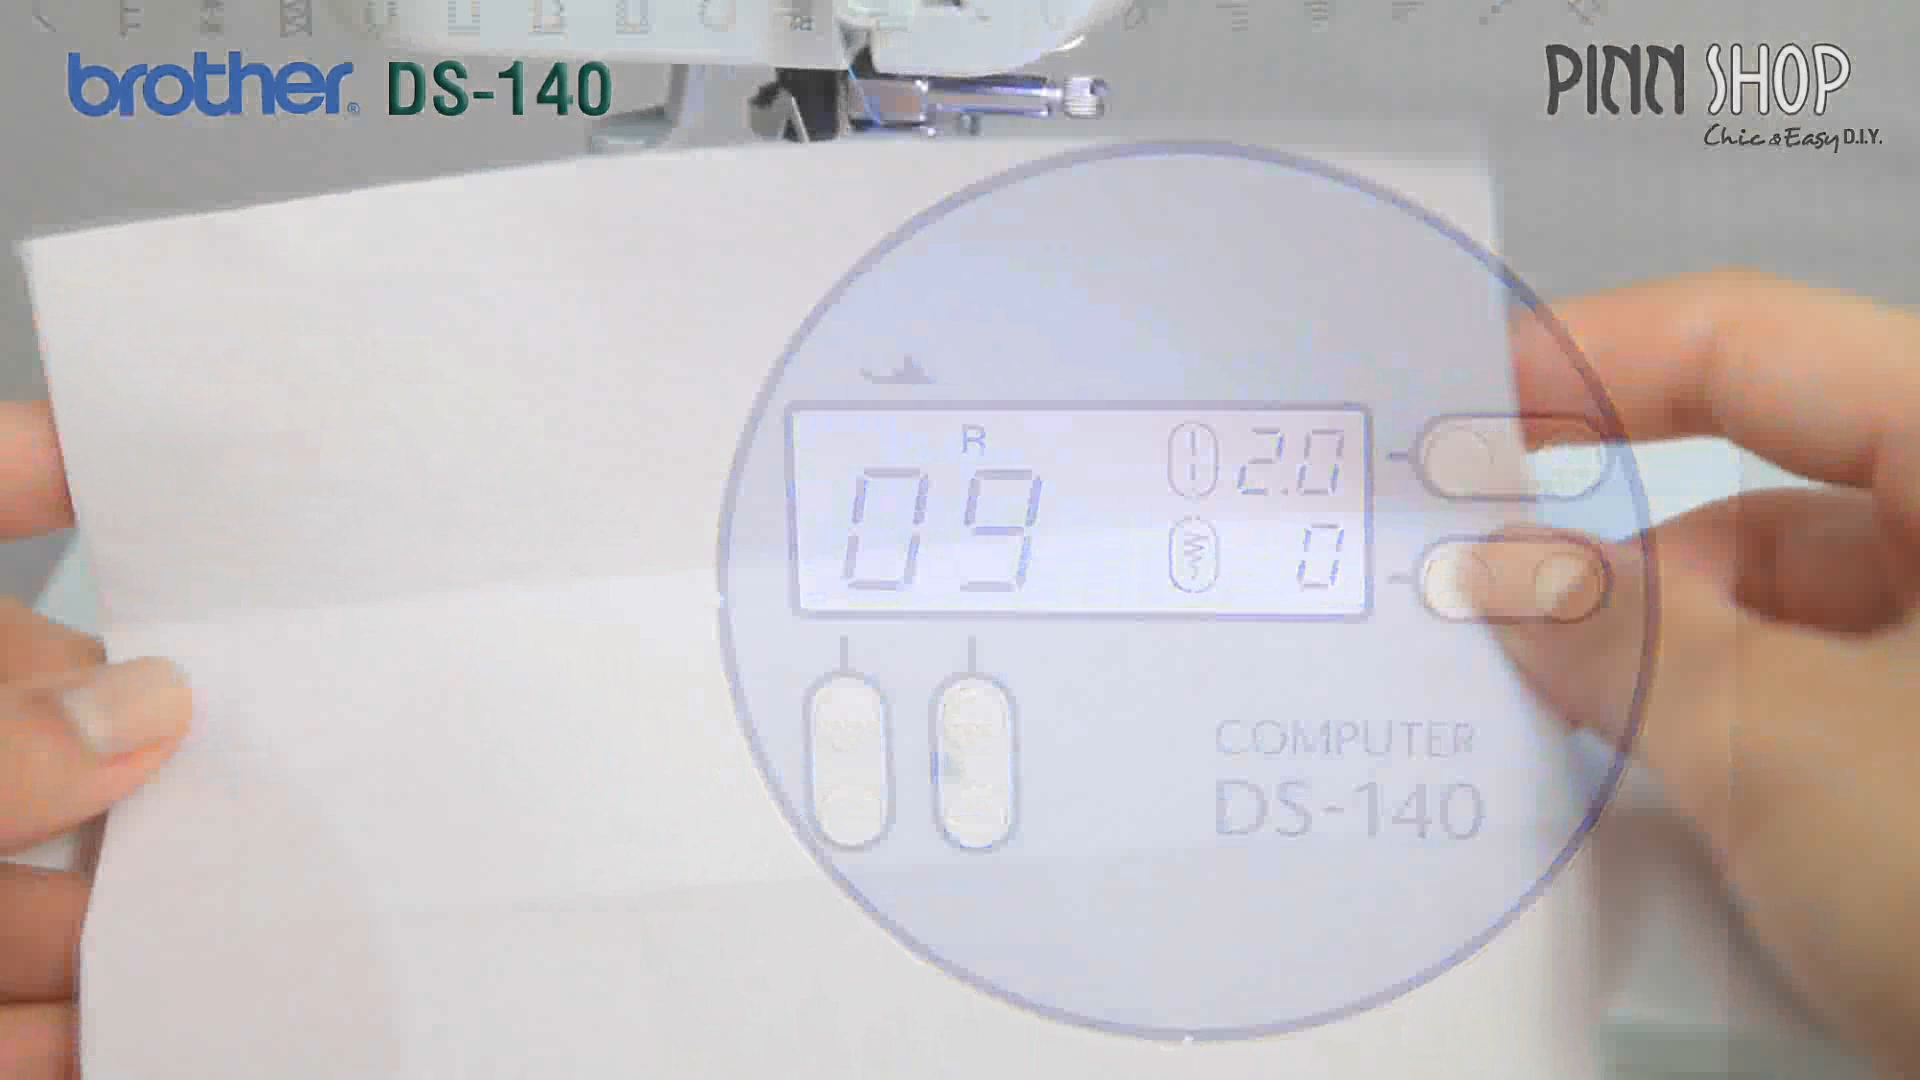 brother® DS-140
PINN SHOP
Chic & Easy D.I.Y.
R
09
2.0
0
COMPUTER
DS-140